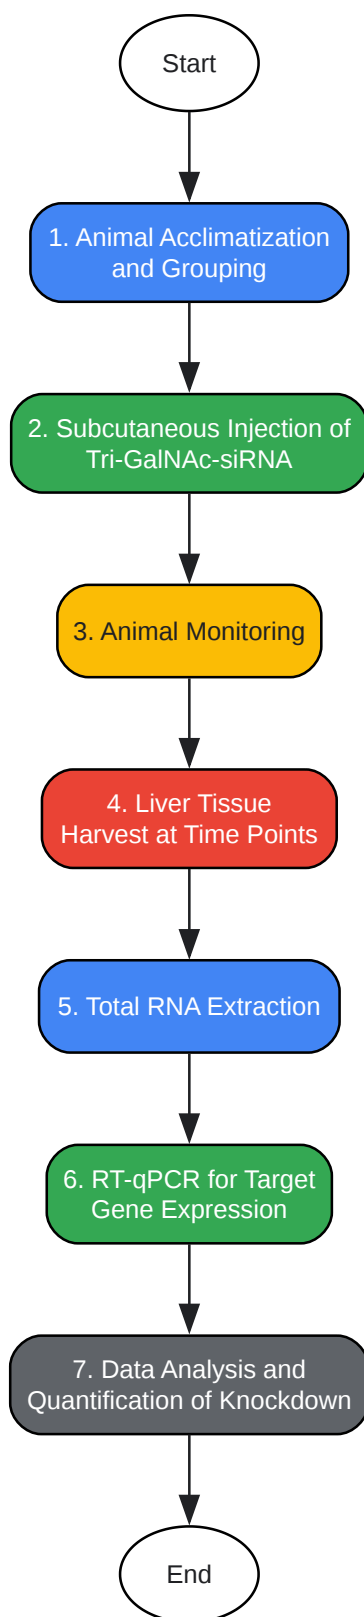 Start
1. Animal Acclimatization
and Grouping
2. Subcutaneous Injection of
Tri-GalNAc-siRNA
3. Animal Monitoring
4. Liver Tissue
Harvest at Time Points
5. Total RNA Extraction
6. RT-qPCR for Target
Gene Expression
7. Data Analysis and
Quantification of Knockdown
End